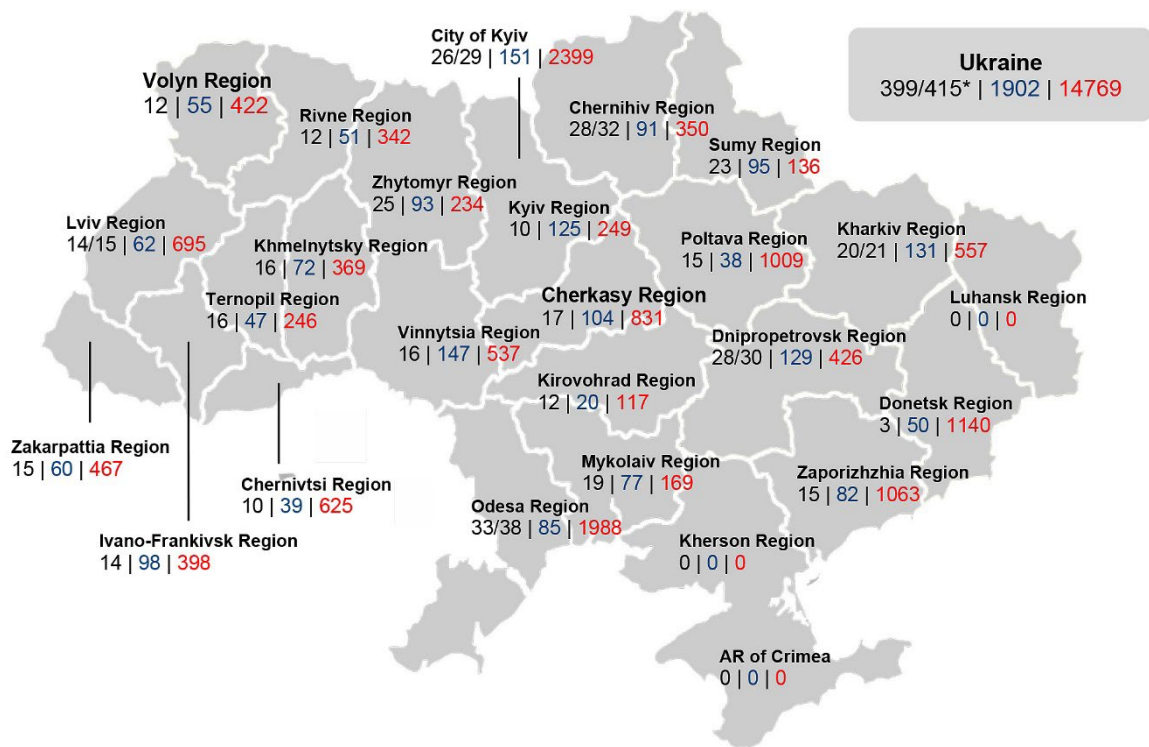 City of Kyiv
26/29 | 151 | 2399
Ukraine
399/415* | 1902 | 14769
Volyn Region
12 | 55 | 422
Rivne Region
12 | 51 | 342
Chernihiv Region
28/32 | 91 | 350
Sumy Region
23 | 95 | 136
Zhytomyr Region
25 | 93 | 234
Kyiv Region
10 | 125 | 249
Lviv Region
14/15 | 62 | 695
Khmelnytsky Region
16 | 72 | 369
Poltava Region
15 | 38 | 1009
Kharkiv Region
20/21 | 131 | 557
Ternopil Region
16 | 47 | 246
Cherkasy Region
17 | 104 | 831
Luhansk Region
0 | 0 | 0
Vinnytsia Region
16 | 147 | 537
Dnipropetrovsk Region
28/30 | 129 | 426
Kirovohrad Region
12 | 20 | 117
Donetsk Region
3 | 50 | 1140
Zakarpattia Region
15 | 60 | 467
Chernivtsi Region
10 | 39 | 625
Mykolaiv Region
19 | 77 | 169
Zaporizhzhia Region
15 | 82 | 1063
Odesa Region
33/38 | 85 | 1988
Ivano-Frankivsk Region
14 | 98 | 398
Kherson Region
0 | 0 | 0
AR of Crimea
0 | 0 | 0